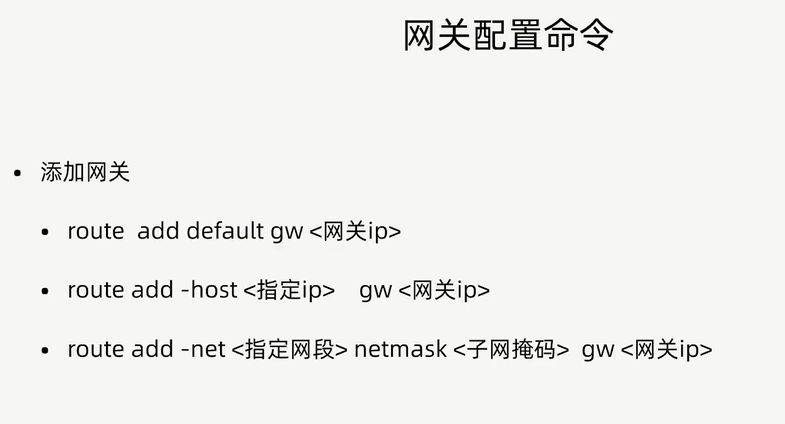 网关配置命令
• 添加网关
• route add default gw <网关ip>
• route add -host <指定ip> gw <网关ip>
• route add -net <指定网段> netmask <子网掩码> gw <网关ip>